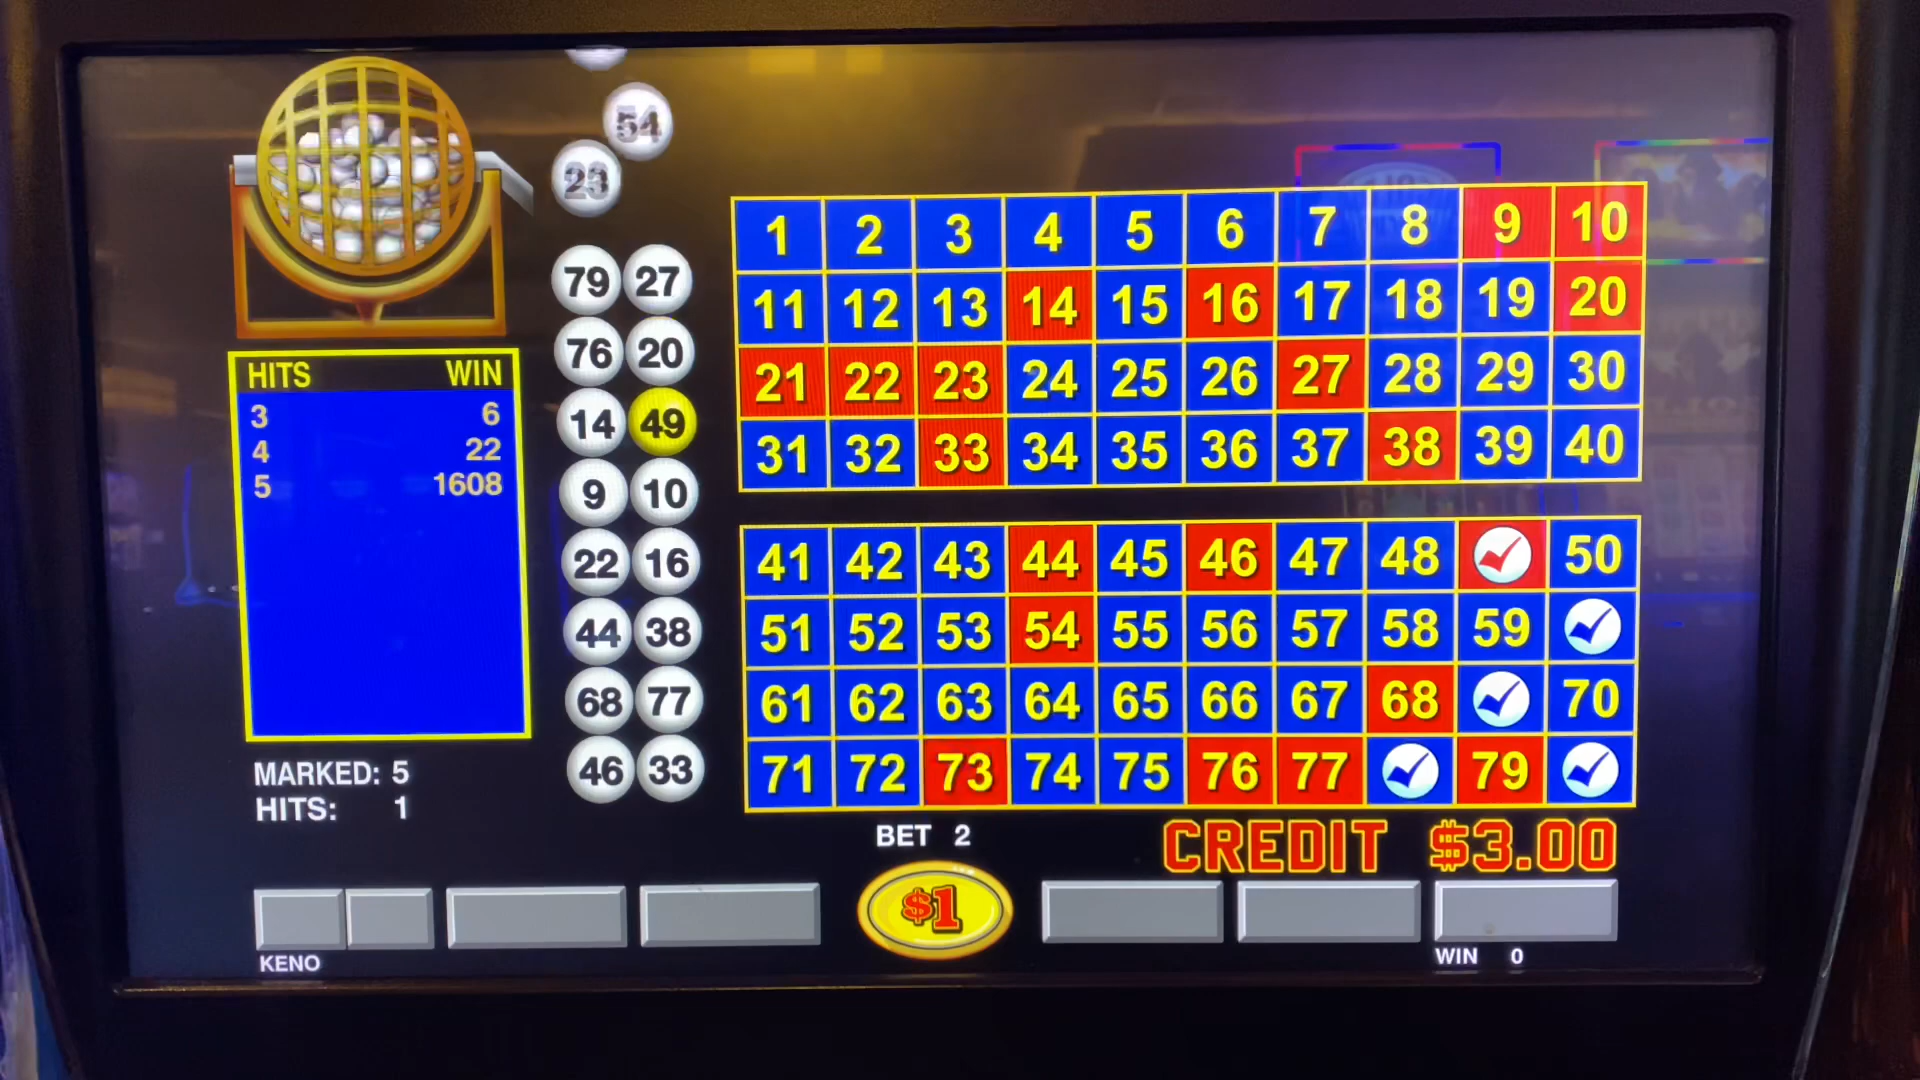 54
23
79 27
76 20
14 49
9 10
22 16
44 38
68 77
46 33
HITS WIN
3 6
4 22
5 1608
MARKED: 5
HITS: 1
1 2 3 4 5 6 7 8 9 10
11 12 13 14 15 16 17 18 19 20
21 22 23 24 25 26 27 28 29 30
31 32 33 34 35 36 37 38 39 40
41 42 43 44 45 46 47 48 50
51 52 53 54 55 56 57 58 59
61 62 63 64 65 66 67 68 70
71 72 73 74 75 76 77 79
BET 2
CREDIT $3.00
$1
KENO
WIN 0